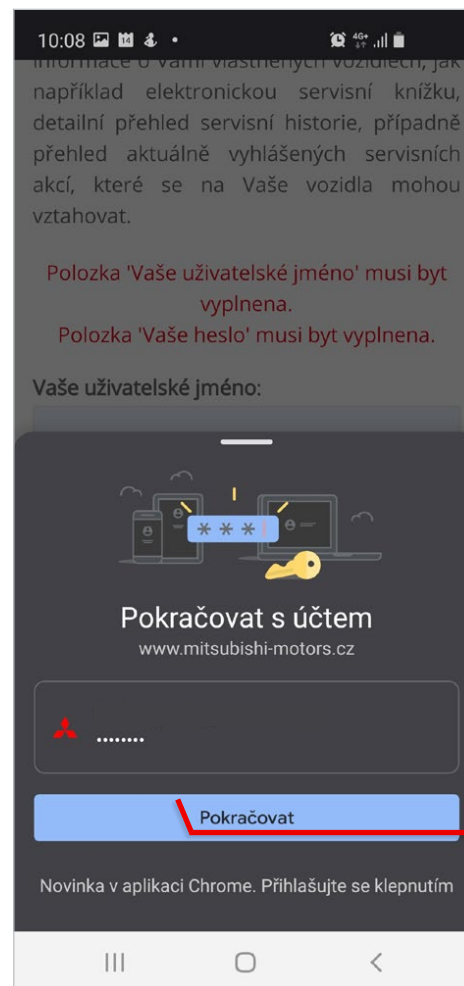 10:08 14 4G+
informace o Vámi vlastněných vozidlech, jak
například elektronickou servisní knížku,
detailní přehled servisní historie, případně
přehled aktuálně vyhlášených servisních
akcí, které se na Vaše vozidla mohou
vztahovat.
Polozka 'Vaše uživatelské jméno' musi byt
vyplnena.
Polozka 'Vaše heslo' musi byt vyplnena.
Vaše uživatelské jméno:
* * *
Pokračovat s účtem
www.mitsubishi-motors.cz
........
Pokračovat
Novinka v aplikaci Chrome. Přihlašujte se klepnutím